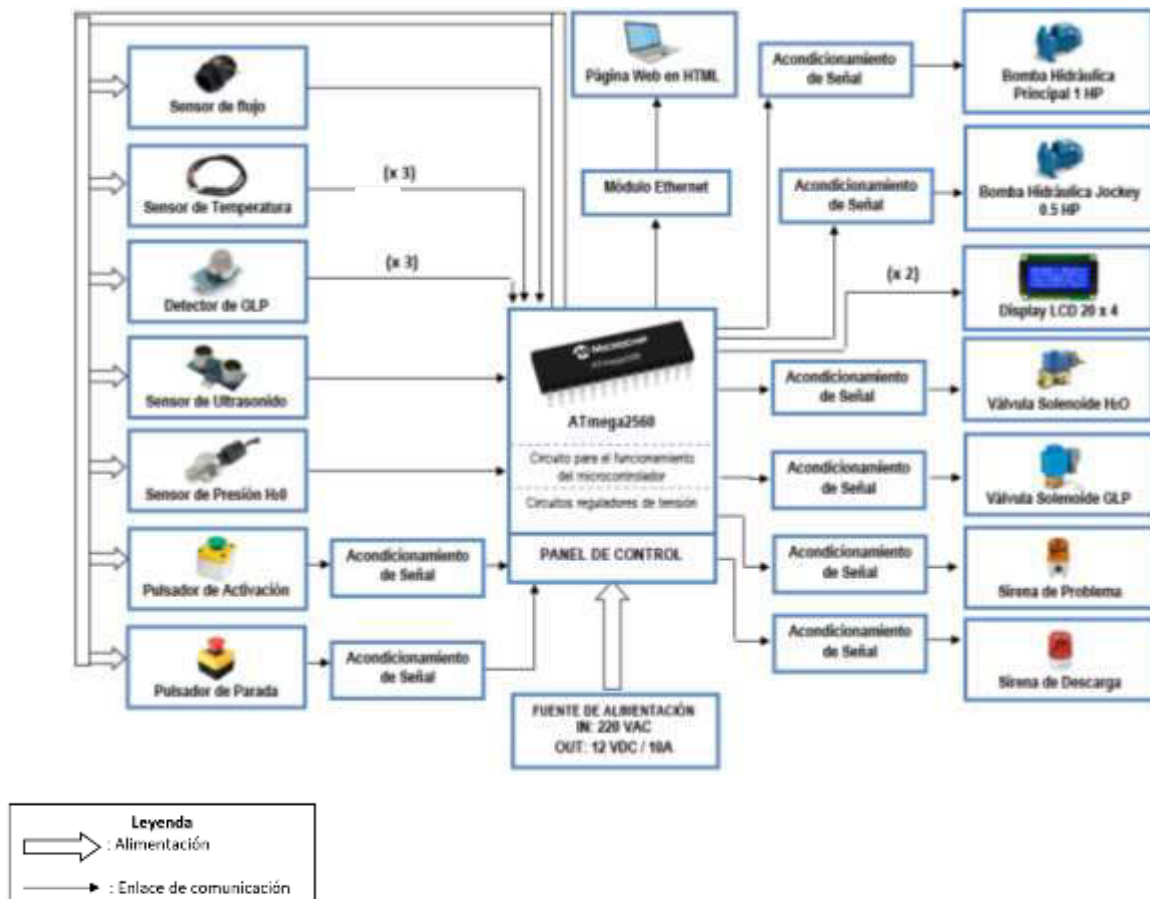 Sensor de flujo
Sensor de Temperatura
(x 3)
Detector de GLP
(x 3)
Sensor de Ultrasonido
Sensor de Presión H₂0
Pulsador de Activación
Acondicionamiento
de Señal
Pulsador de Parada
Acondicionamiento
de Señal
Página Web en HTML
Módulo Ethernet
MICROCHIP
ATmega2560
Circuito para el funcionamiento
del microcontrolador
Circuitos reguladores de tensión
PANEL DE CONTROL
FUENTE DE ALIMENTACIÓN
IN: 220 VAC
OUT: 12 VDC / 10A
Acondicionamiento
de Señal
Bomba Hidráulica
Principal 1 HP
Acondicionamiento
de Señal
Bomba Hidráulica Jockey
0.5 HP
(x 2)
Display LCD 20 x 4
Acondicionamiento
de Señal
Válvula Solenoide H₂O
Acondicionamiento
de Señal
Válvula Solenoide GLP
Acondicionamiento
de Señal
Sirena de Problema
Acondicionamiento
de Señal
Sirena de Descarga
Leyenda
: Alimentación
: Enlace de comunicación